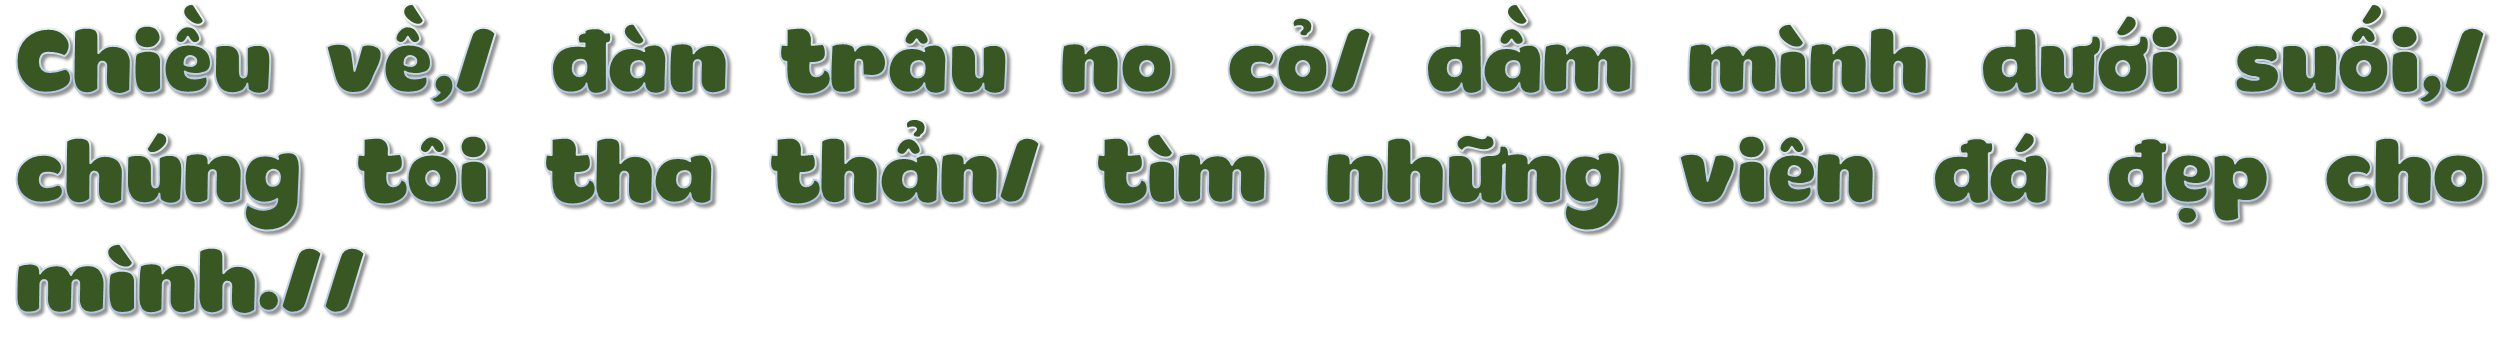 Chiều về,/ đàn trâu no cỏ/ đằm mình dưới suối,/
chúng tôi tha thẩn/ tìm những viên đá đẹp cho
mình.//